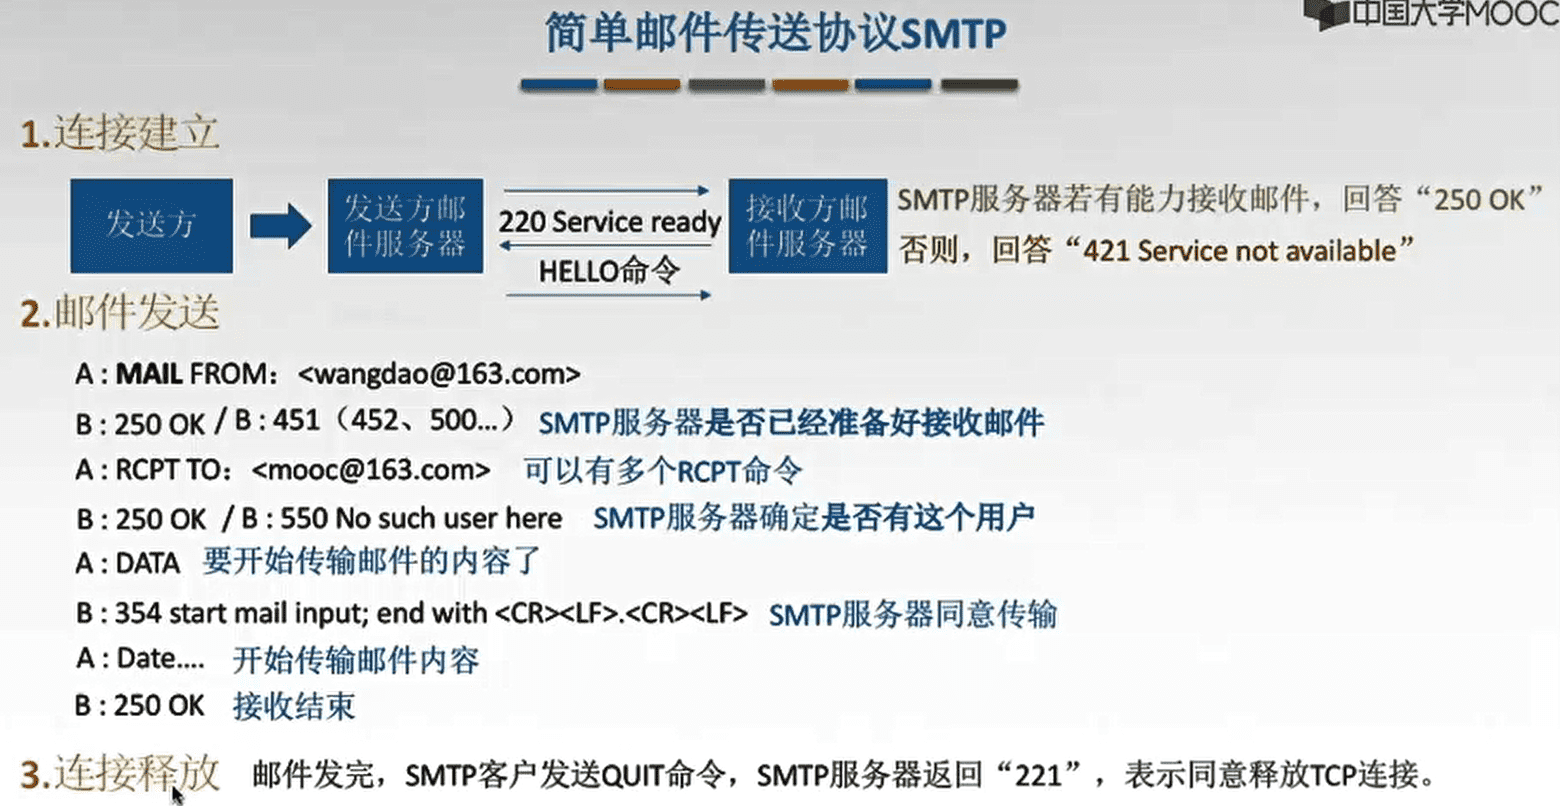 简单邮件传送协议SMTP
中国大学MOOC
1.连接建立
发送方
发送方邮
件服务器
220 Service ready
HELLO命令
接收方邮
件服务器
SMTP服务器若有能力接收邮件，回答“250 OK”
否则，回答“421 Service not available”
2.邮件发送
A : MAIL FROM：<wangdao@163.com>
B : 250 OK / B : 451（452、500...） SMTP服务器是否已经准备好接收邮件
A : RCPT TO：<mooc@163.com> 可以有多个RCPT命令
B : 250 OK / B : 550 No such user here SMTP服务器确定是否有这个用户
A : DATA 要开始传输邮件的内容了
B : 354 start mail input; end with <CR><LF>.<CR><LF> SMTP服务器同意传输
A : Date.... 开始传输邮件内容
B : 250 OK 接收结束
3.连接释放 邮件发完，SMTP客户发送QUIT命令，SMTP服务器返回“221”，表示同意释放TCP连接。